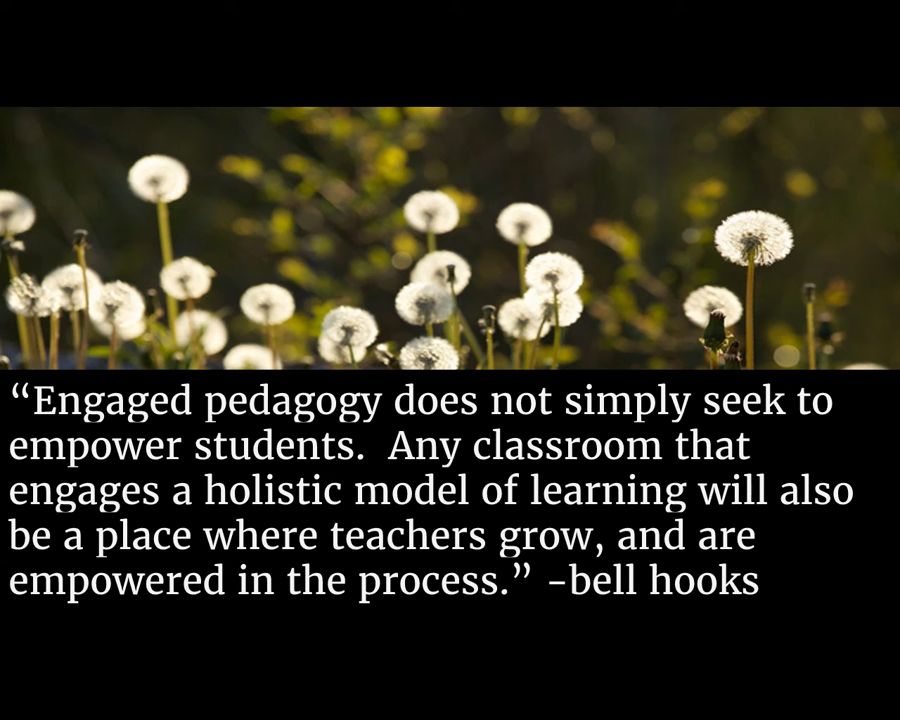 “Engaged pedagogy does not simply seek to
empower students.  Any classroom that
engages a holistic model of learning will also
be a place where teachers grow, and are
empowered in the process.” -bell hooks